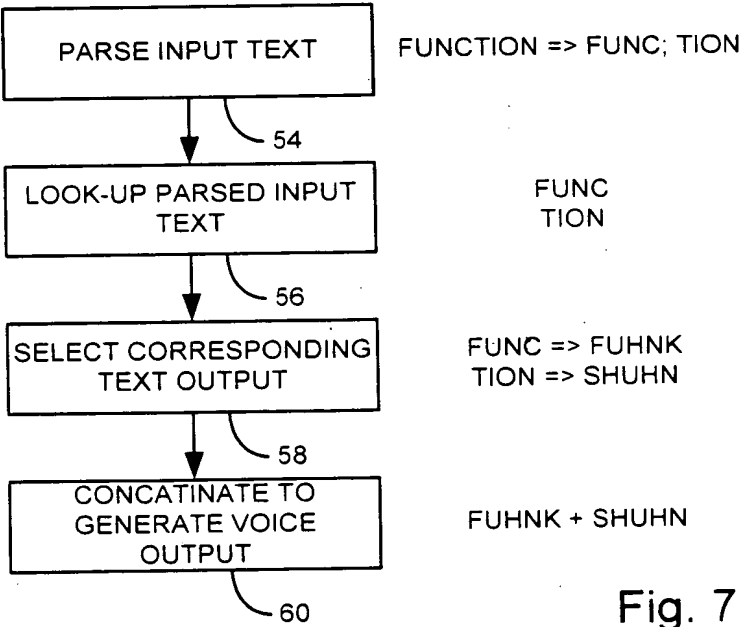 PARSE INPUT TEXT
FUNCTION => FUNC; TION
54
LOOK-UP PARSED INPUT
TEXT
FUNC
TION
56
SELECT CORRESPONDING
TEXT OUTPUT
FUNC => FUHNK
TION => SHUHN
58
CONCATINATE TO
GENERATE VOICE
OUTPUT
FUHNK + SHUHN
60
Fig. 7